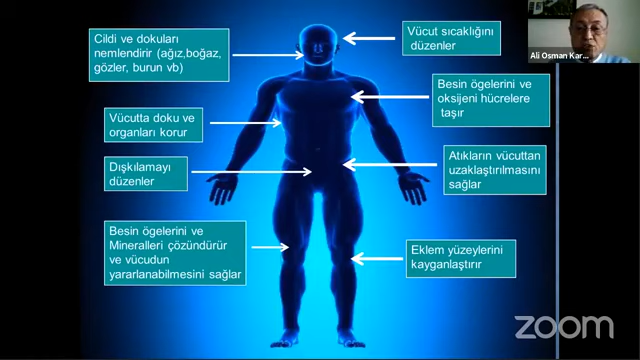 Cildi ve dokuları
nemlendirir (ağız,boğaz,
gözler, burun vb)
Vücutta doku ve
organları korur
Dışkılamayı
düzenler
Besin ögelerini ve
Mineralleri çözündürür
ve vücudun
yararlanabilmesini sağlar
Vücut sıcaklığını
düzenler
Besin ögelerini ve
oksijeni hücrelere
taşır
Atıkların vücuttan
uzaklaştırılmasını
sağlar
Eklem yüzeylerini
kayganlaştırır
Ali Osman Kar...
zoom